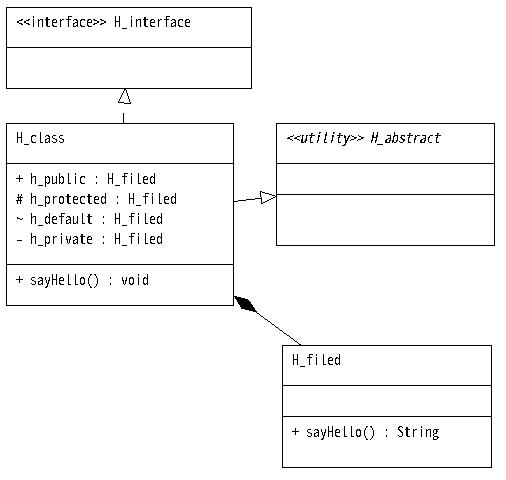 <<interface>> H_interface
H_class
+ h_public : H_filed
# h_protected : H_filed
~ h_default : H_filed
- h_private : H_filed
+ sayHello() : void
<<utility>> H_abstract
H_filed
+ sayHello() : String